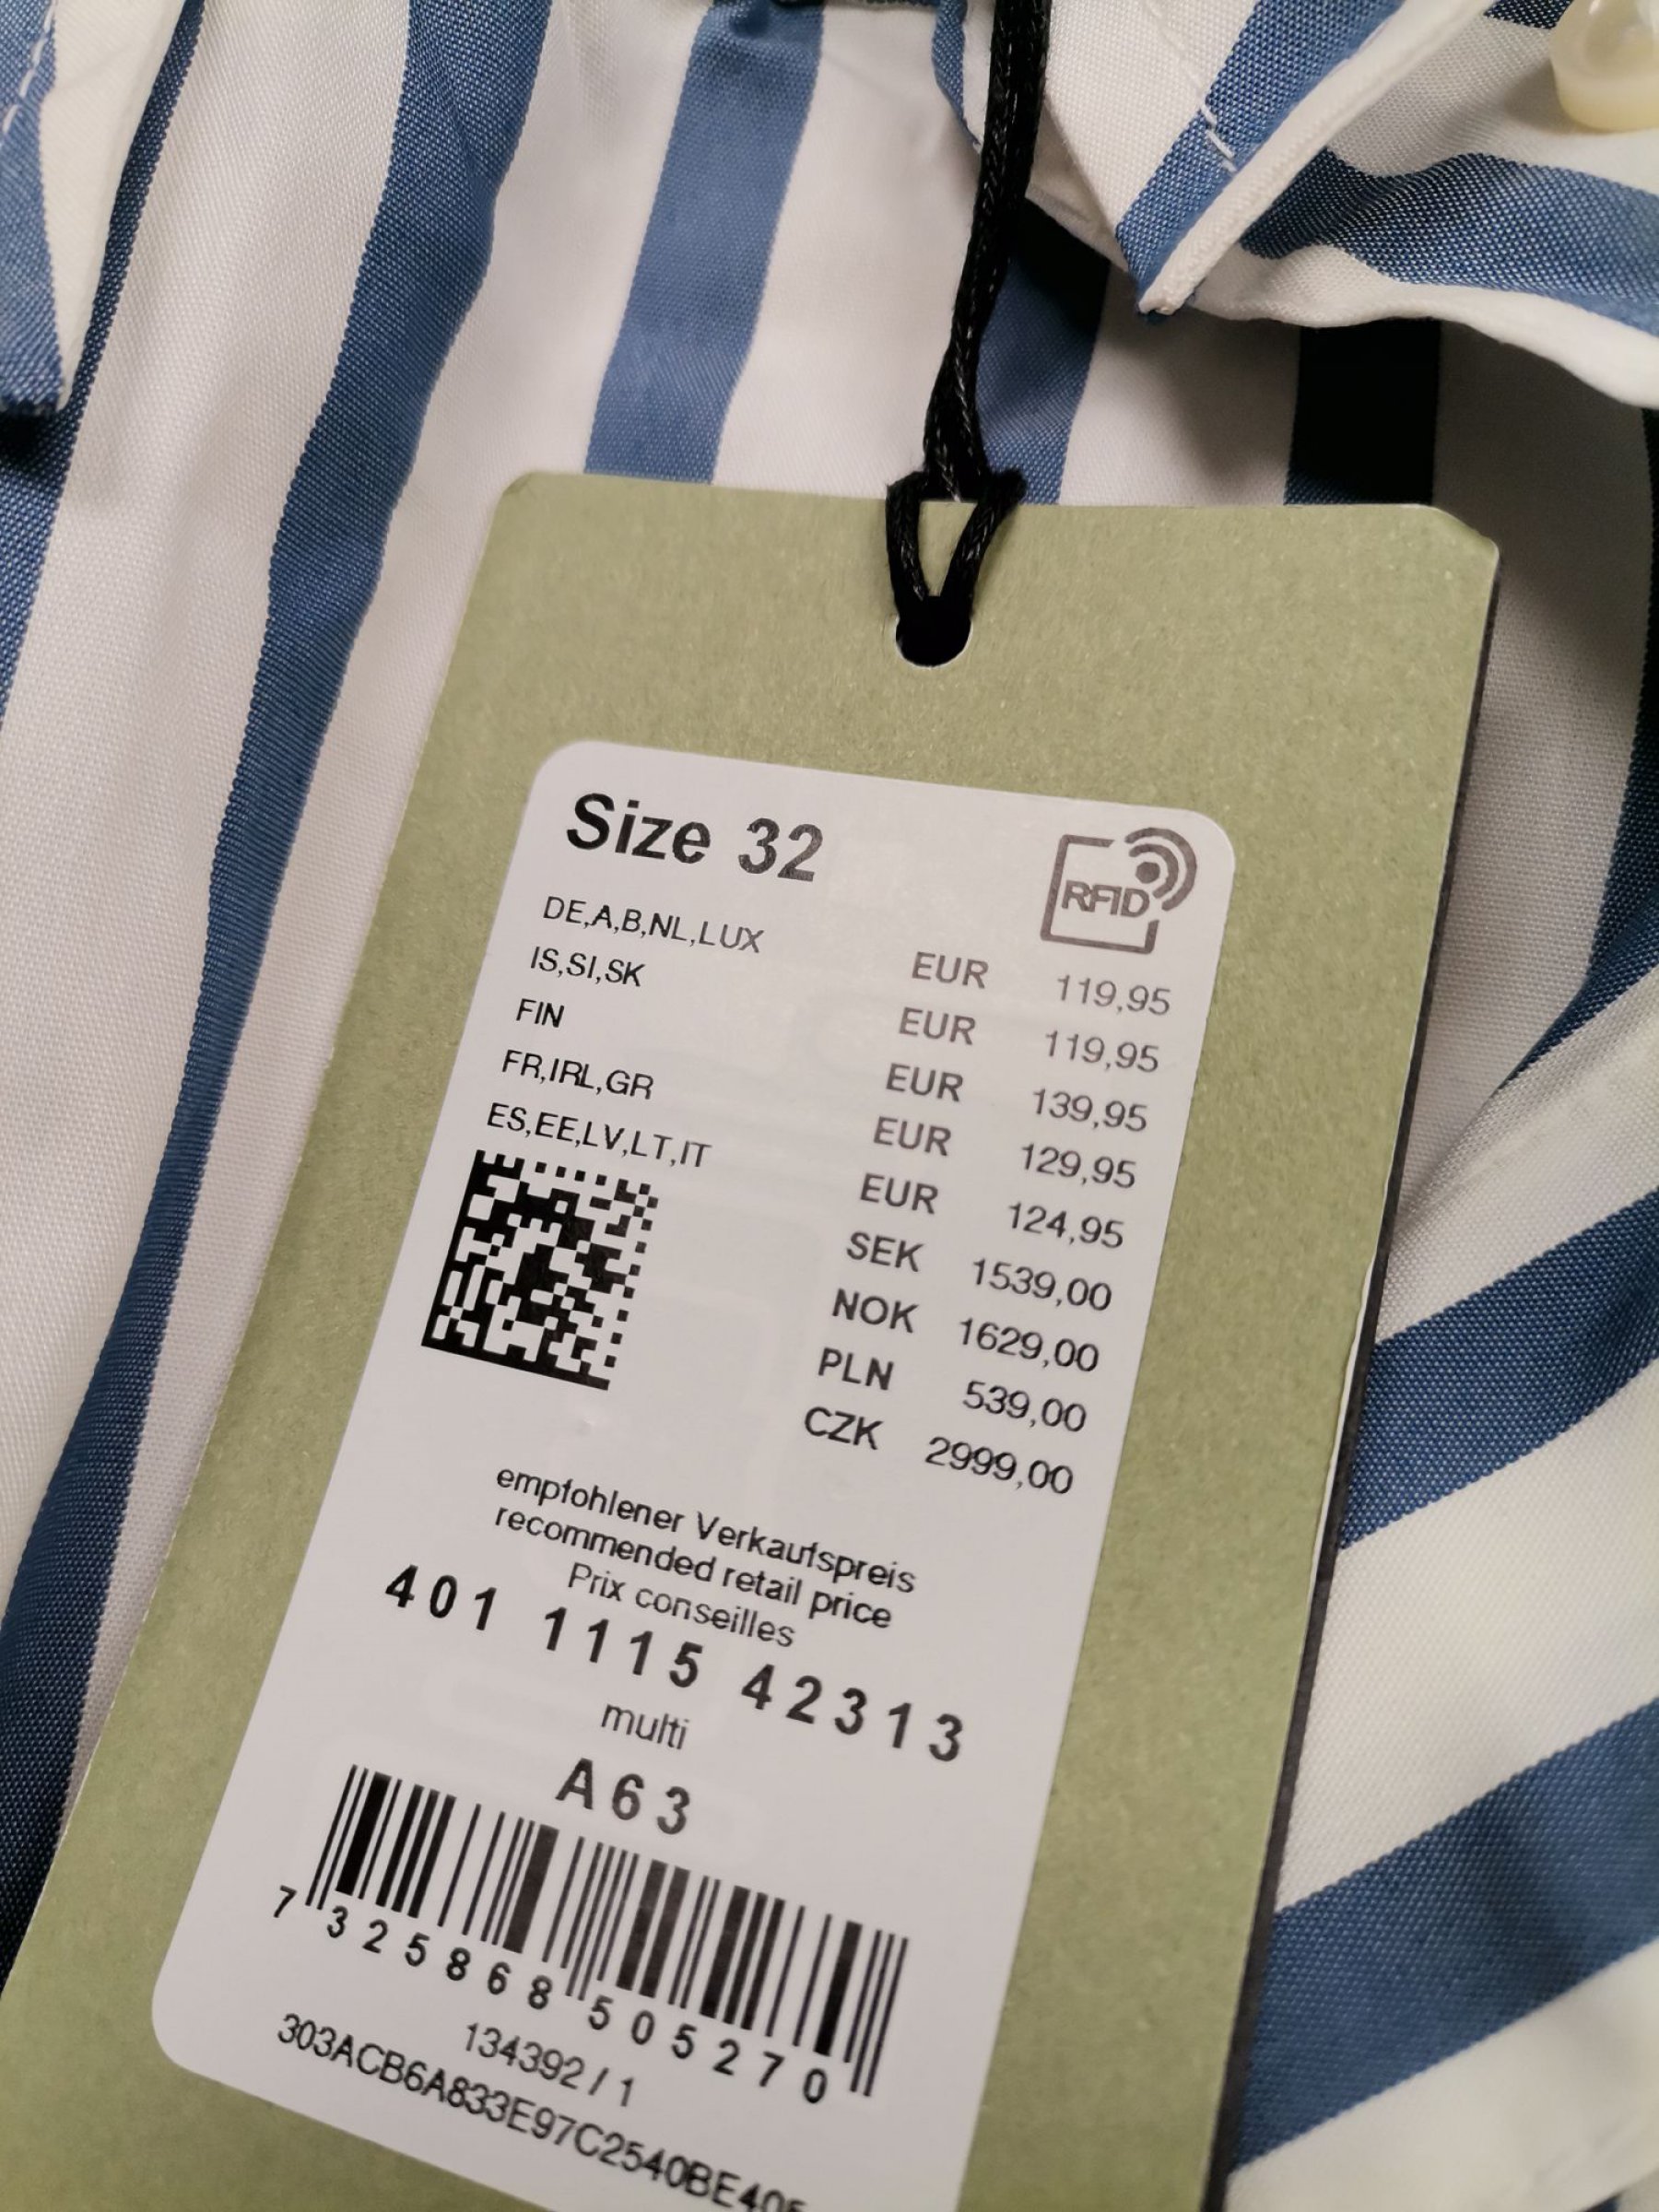 Size 32
RFID
DE,A,B,NL,LUX EUR 119,95
IS,SI,SK EUR 119,95
FIN EUR 139,95
FR,IRL,GR EUR 129,95
ES,EE,LV,LT,IT EUR 124,95
SEK 1539,00
NOK 1629,00
PLN 539,00
CZK 2999,00
empfohlener Verkaufspreis
recommended retail price
Prix conseilles
401 1115 42313
multi
A63
7 325868 505270
134392 / 1